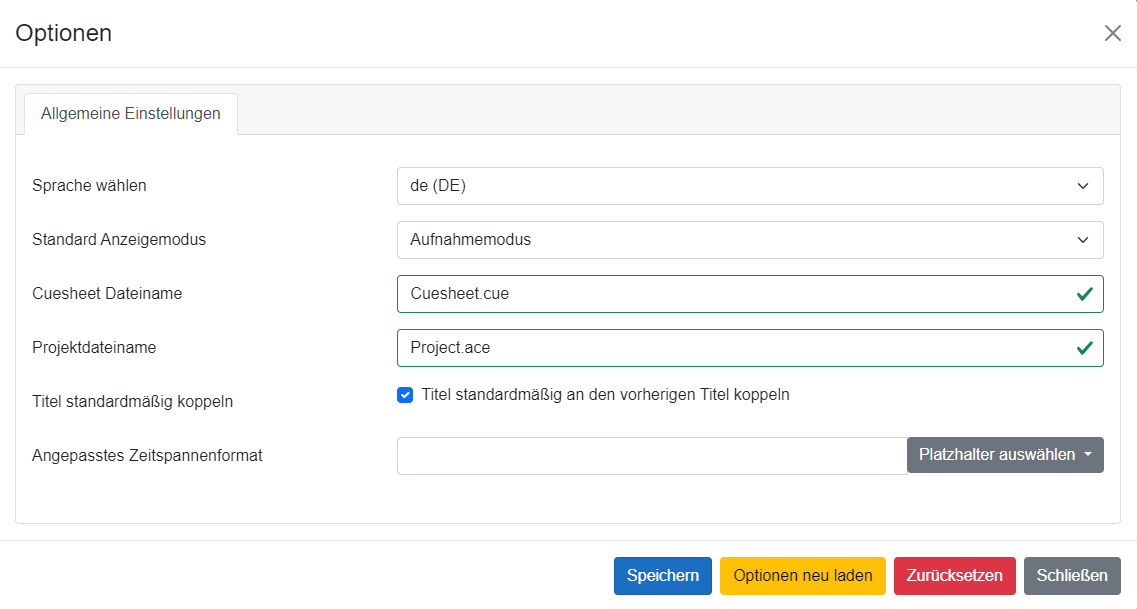 Optionen
Allgemeine Einstellungen
Sprache wählen
de (DE)
Standard Anzeigemodus
Aufnahmemodus
Cuesheet Dateiname
Cuesheet.cue
Projektdateiname
Project.ace
Titel standardmäßig koppeln
Titel standardmäßig an den vorherigen Titel koppeln
Angepasstes Zeitspannenformat
Platzhalter auswählen
Speichern
Optionen neu laden
Zurücksetzen
Schließen